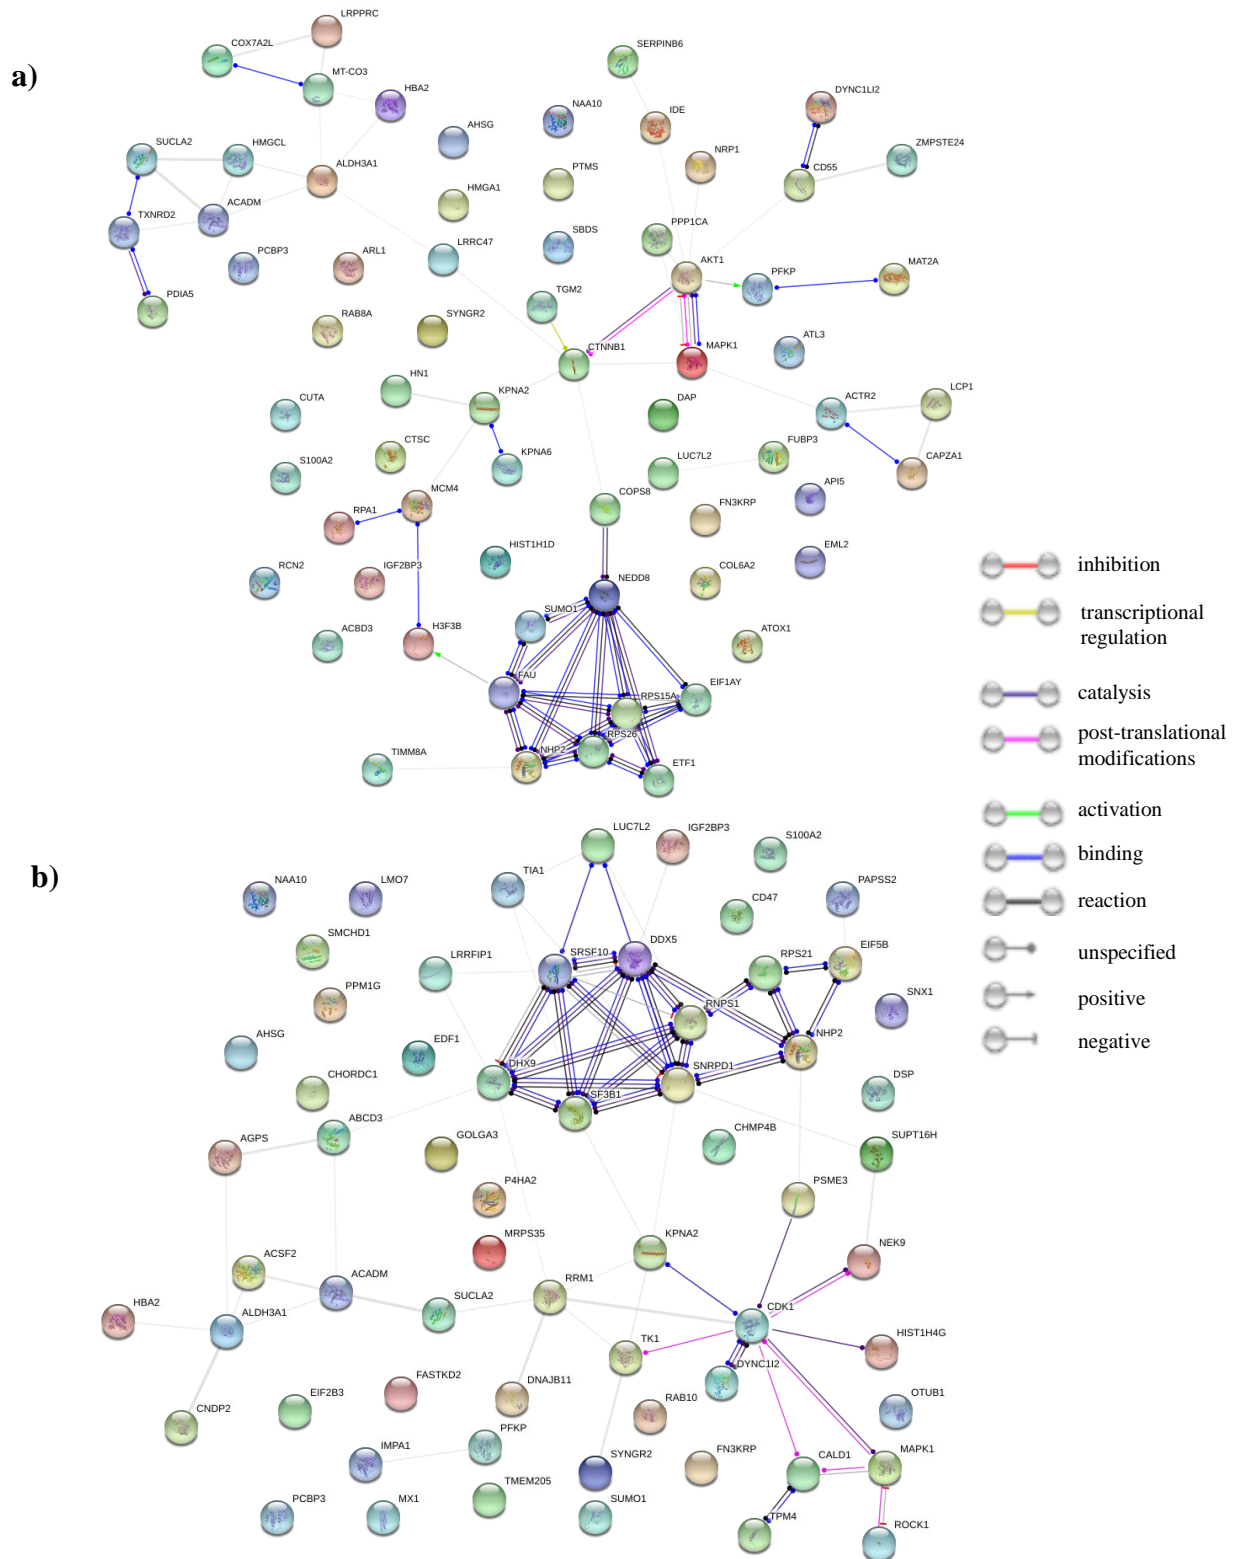 LRPPRC
COX7A2L
SERPINB6
a)
MT-CO3
HBA2
NAA10
DYNC1LI2
IDE
AHSG
SUCLA2
HMGCL
ALDH3A1
NRP1
CD55
ZMPSTE24
PTMS
HMGA1
ACADM
TXNRD2
PPP1CA
LRRC47
SBDS
PCBP3
ARL1
AKT1
PFKP
MAT2A
PDIA5
TGM2
RAB8A
SYNGR2
CTNNB1
MAPK1
ATL3
HN1
KPNA2
LCP1
CUTA
DAP
ACTR2
CTSC
KPNA6
FUBP3
S100A2
LUC7L2
CAPZA1
MCM4
COPS8
API5
RPA1
FN3KRP
HIST1H1D
EML2
RCN2
IGF2BP3
NEDD8
COL6A2
SUMO1
ACBD3
H3F3B
ATOX1
FAU
EIF1AY
RPS15A
RPS26
NHP2
TIMM8A
ETF1
inhibition
transcriptional
regulation
catalysis
post-translational
modifications
activation
binding
reaction
unspecified
positive
negative
LUC7L2
IGF2BP3
S100A2
b)
TIA1
NAA10
LMO7
PAPSS2
CD47
SMCHD1
DDX5
SRSF10
RPS21
EIF5B
LRRFIP1
PPM1G
RNPS1
SNX1
AHSG
EDF1
NHP2
DHX9
SNRPD1
CHORDC1
SF3B1
DSP
ABCD3
AGPS
GOLGA3
CHMP4B
SUPT16H
P4HA2
PSME3
MRPS35
KPNA2
NEK9
ACSF2
ACADM
RRM1
SUCLA2
CDK1
HBA2
ALDH3A1
TK1
HIST1H4G
DYNC1I2
FASTKD2
DNAJB11
CNDP2
EIF2B3
RAB10
OTUB1
IMPA1
PFKP
SYNGR2
FN3KRP
CALD1
MAPK1
TMEM205
PCBP3
MX1
SUMO1
TPM4
ROCK1